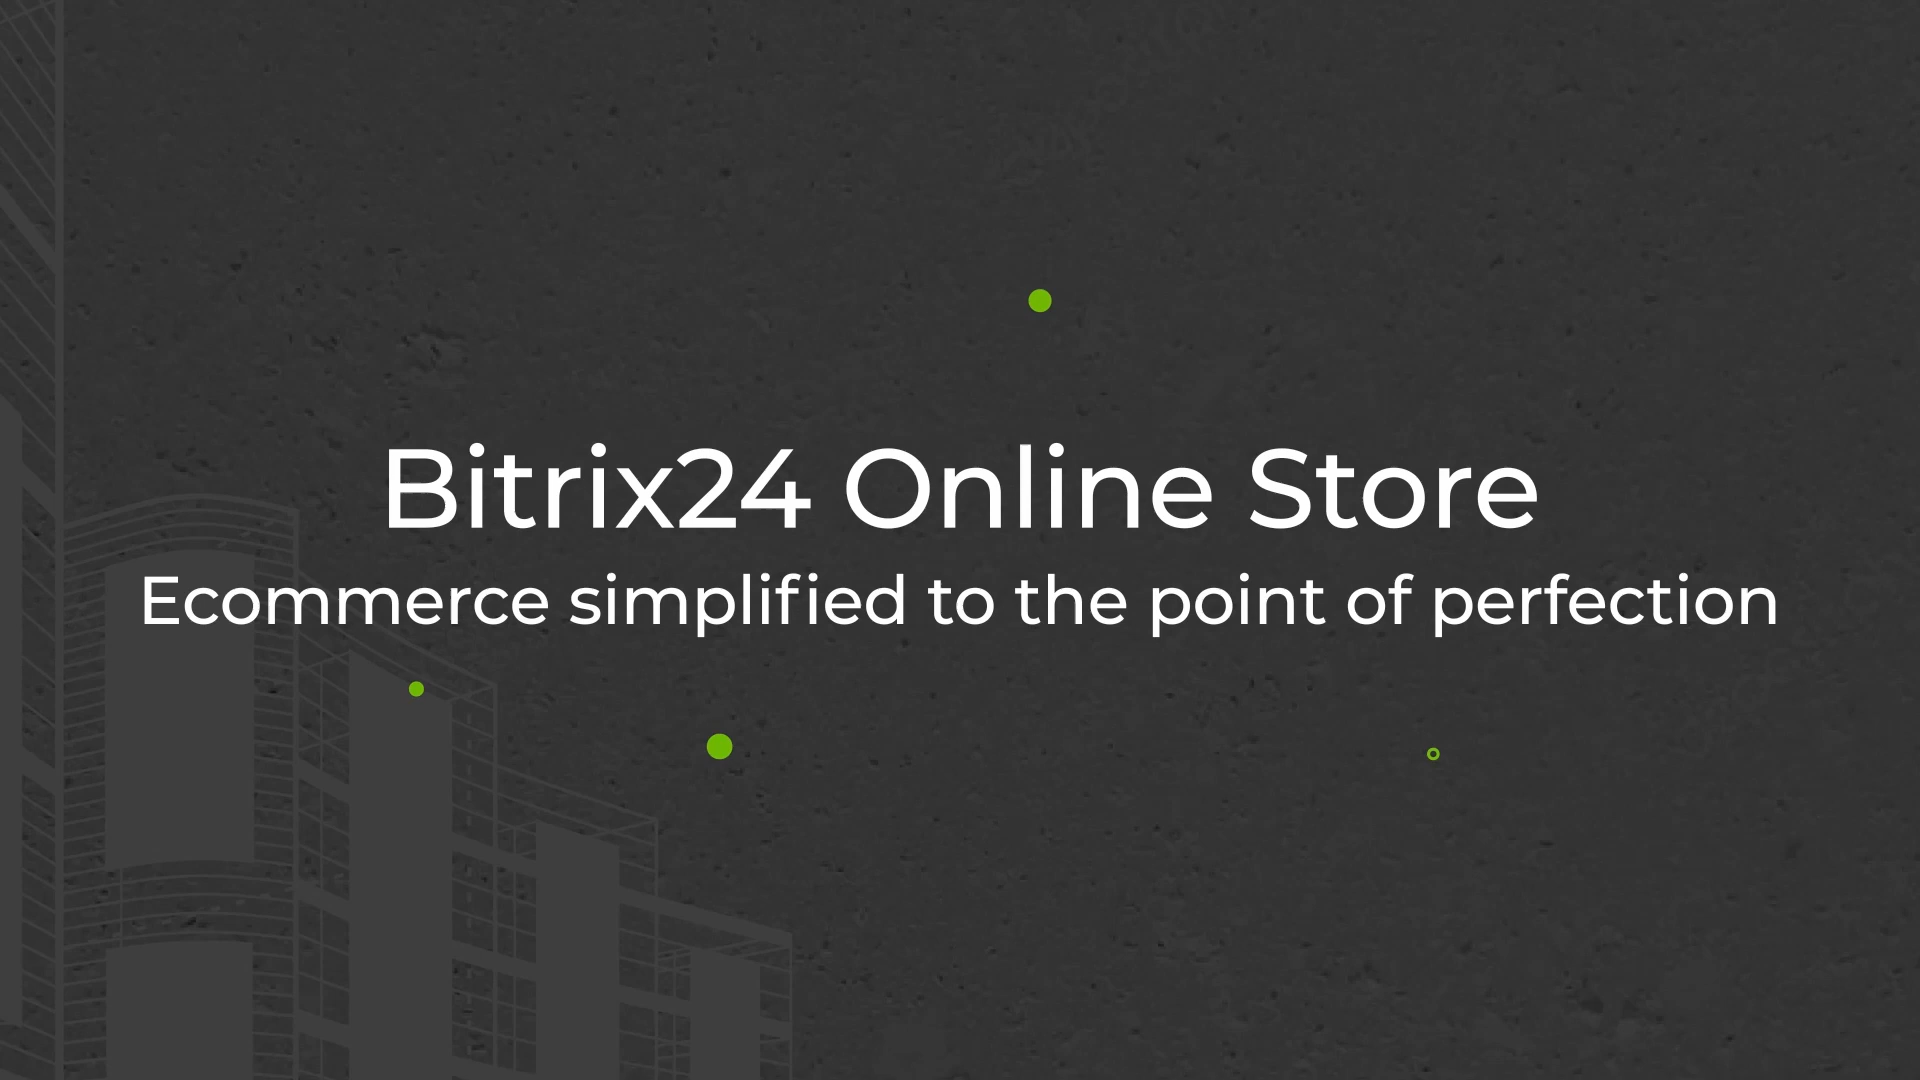 Bitrix24 Online Store
Ecommerce simplified to the point of perfection